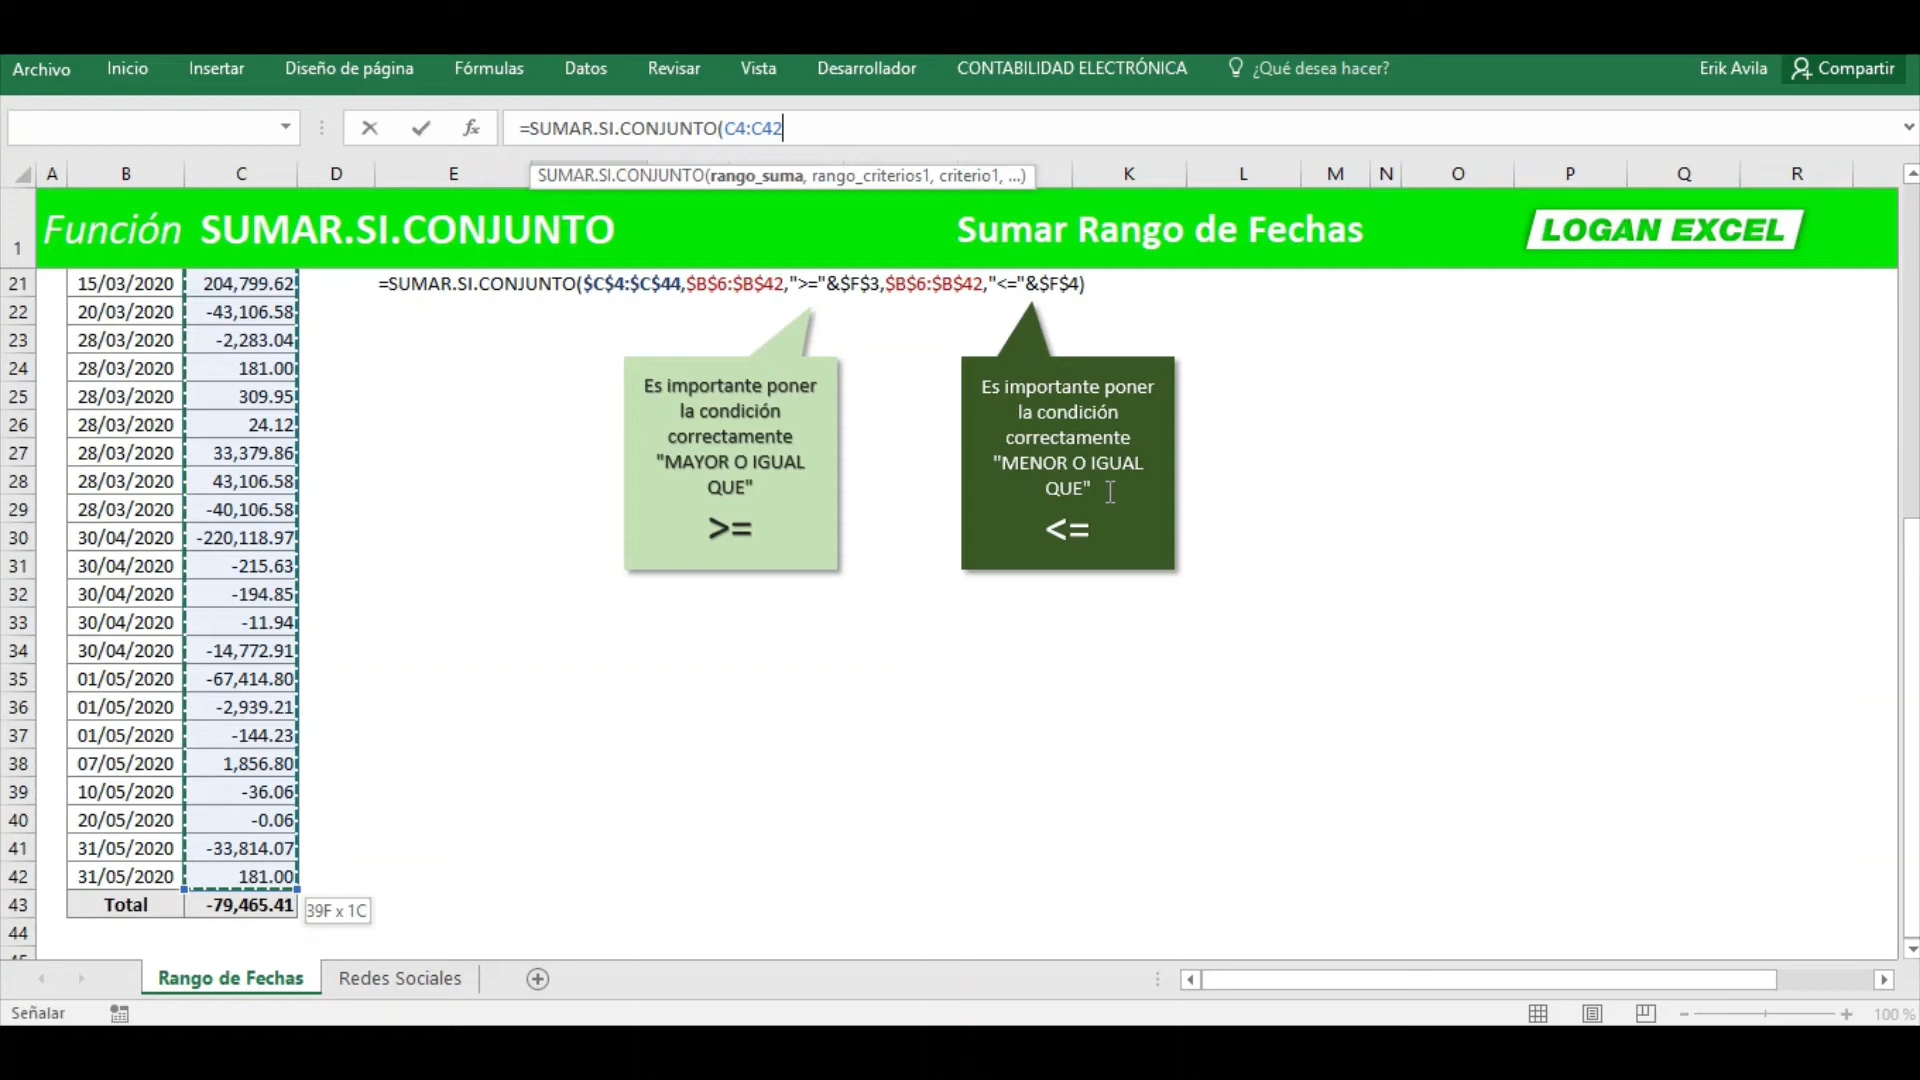 Archivo Inicio Insertar Diseño de página Fórmulas Datos Revisar Vista Desarrollador CONTABILIDAD ELECTRÓNICA ¿Qué desea hacer? Erik Avila Compartir
fx =SUMAR.SI.CONJUNTO(C4:C42
SUMAR.SI.CONJUNTO(rango_suma, rango_criterios1, criterio1, ...)
A B C D E K L M N O P Q R
1 Función SUMAR.SI.CONJUNTO Sumar Rango de Fechas LOGAN EXCEL
21 15/03/2020 204,799.62 =SUMAR.SI.CONJUNTO($C$4:$C$44,$B$6:$B$42,">="&$F$3,$B$6:$B$42,"<="&$F$4)
22 20/03/2020 -43,106.58
23 28/03/2020 -2,283.04
24 28/03/2020 181.00
25 28/03/2020 309.95
26 28/03/2020 24.12
27 28/03/2020 33,379.86
28 28/03/2020 43,106.58
29 28/03/2020 -40,106.58
30 30/04/2020 -220,118.97
31 30/04/2020 -215.63
32 30/04/2020 -194.85
33 30/04/2020 -11.94
34 30/04/2020 -14,772.91
35 01/05/2020 -67,414.80
36 01/05/2020 -2,939.21
37 01/05/2020 -144.23
38 07/05/2020 1,856.80
39 10/05/2020 -36.06
40 20/05/2020 -0.06
41 31/05/2020 -33,814.07
42 31/05/2020 181.00
43 Total -79,465.41 39F x 1C
44
45
Es importante poner
la condición
correctamente
"MAYOR O IGUAL
QUE"
>=
Es importante poner
la condición
correctamente
"MENOR O IGUAL
QUE"
<=
Rango de Fechas Redes Sociales
Señalar 100 %